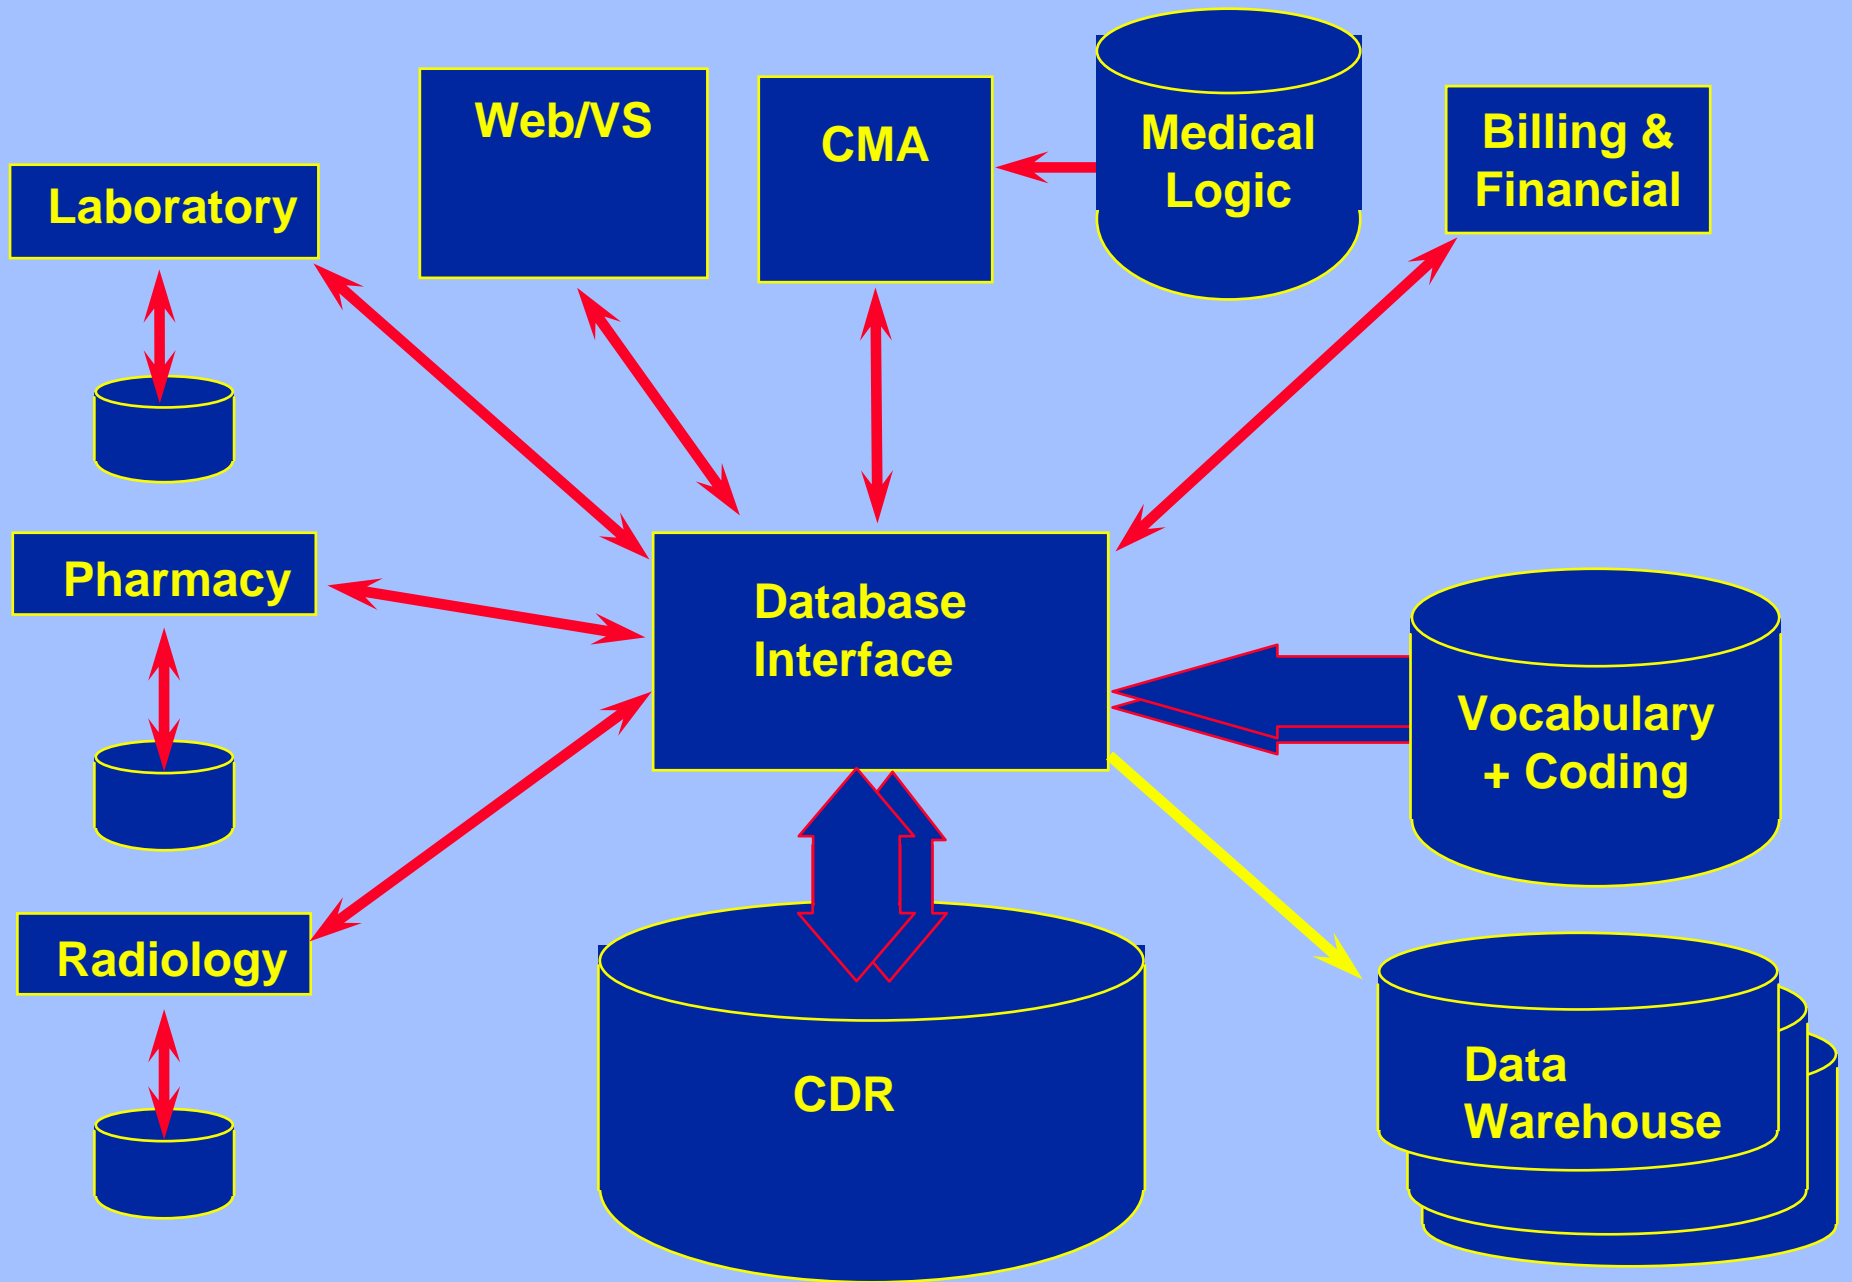 Web/VS
CMA
Medical
Logic
Billing &
Financial
Laboratory
Pharmacy
Database
Interface
Vocabulary
+ Coding
Radiology
CDR
Data
Warehouse